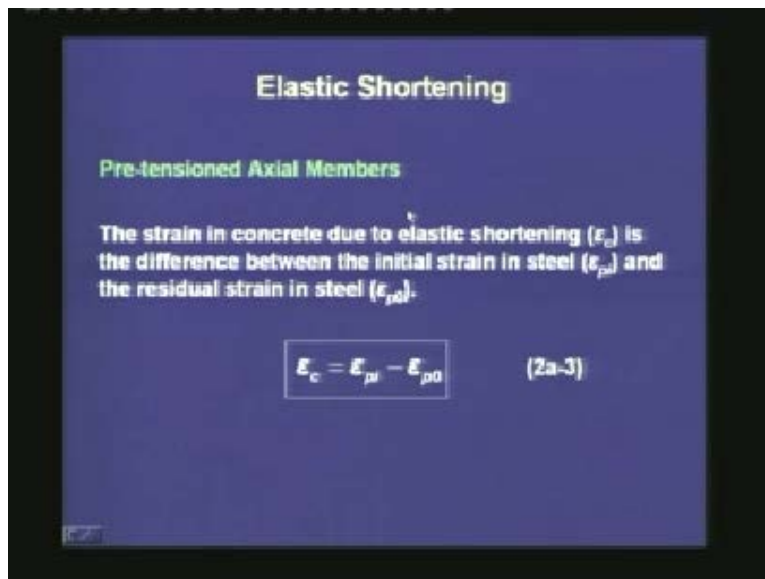 Elastic Shortening
Pre-tensioned Axial Members
The strain in concrete due to elastic shortening (εc) is
the difference between the initial strain in steel (εpi) and
the residual strain in steel (εp0).
εc = εpi − εp0 (2a-3)